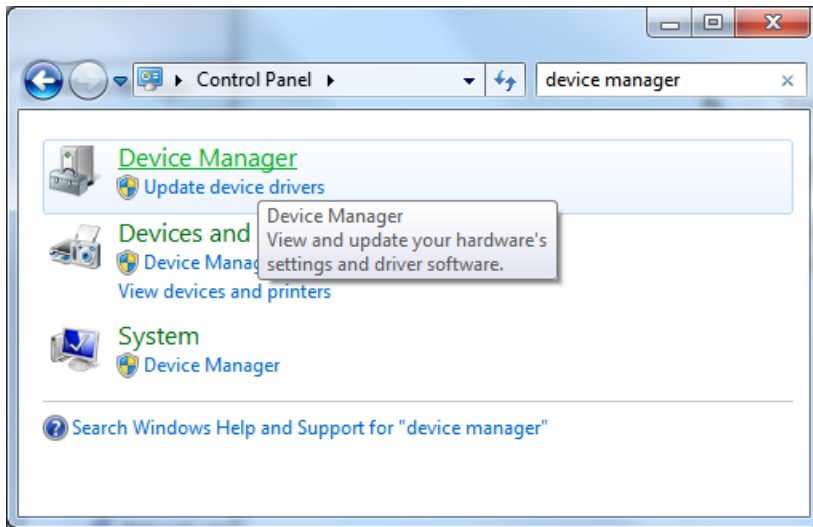 Control Panel
device manager
Device Manager
Update device drivers
Device Manager
View and update your hardware's
settings and driver software.
Devices and
Device Manag
View devices and printers
System
Device Manager
Search Windows Help and Support for "device manager"